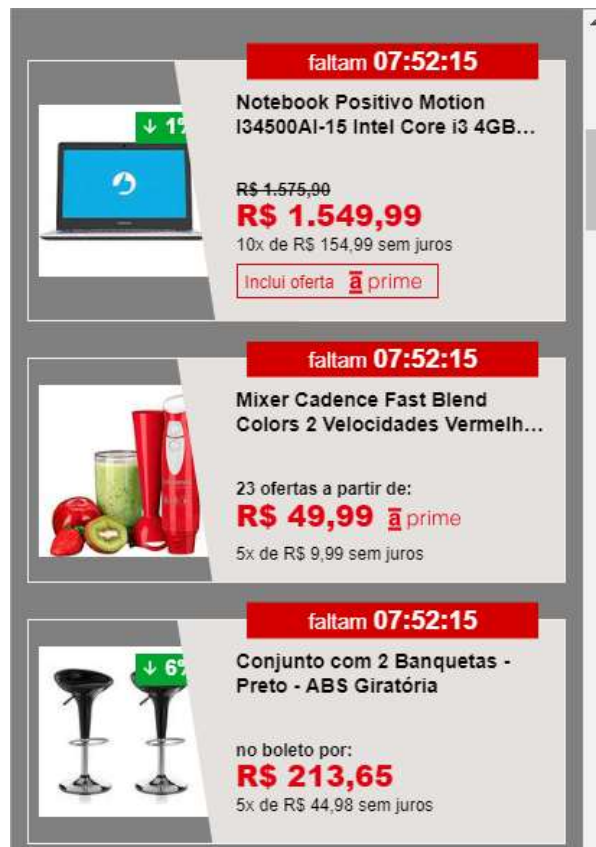 faltam 07:52:15
↓ 1%
Notebook Positivo Motion
I34500AI-15 Intel Core i3 4GB...
R$ 1.575,90
R$ 1.549,99
10x de R$ 154,99 sem juros
Inclui oferta a prime
faltam 07:52:15
Mixer Cadence Fast Blend
Colors 2 Velocidades Vermelh...
23 ofertas a partir de:
R$ 49,99 a prime
5x de R$ 9,99 sem juros
faltam 07:52:15
↓ 6%
Conjunto com 2 Banquetas -
Preto - ABS Giratória
no boleto por:
R$ 213,65
5x de R$ 44,98 sem juros